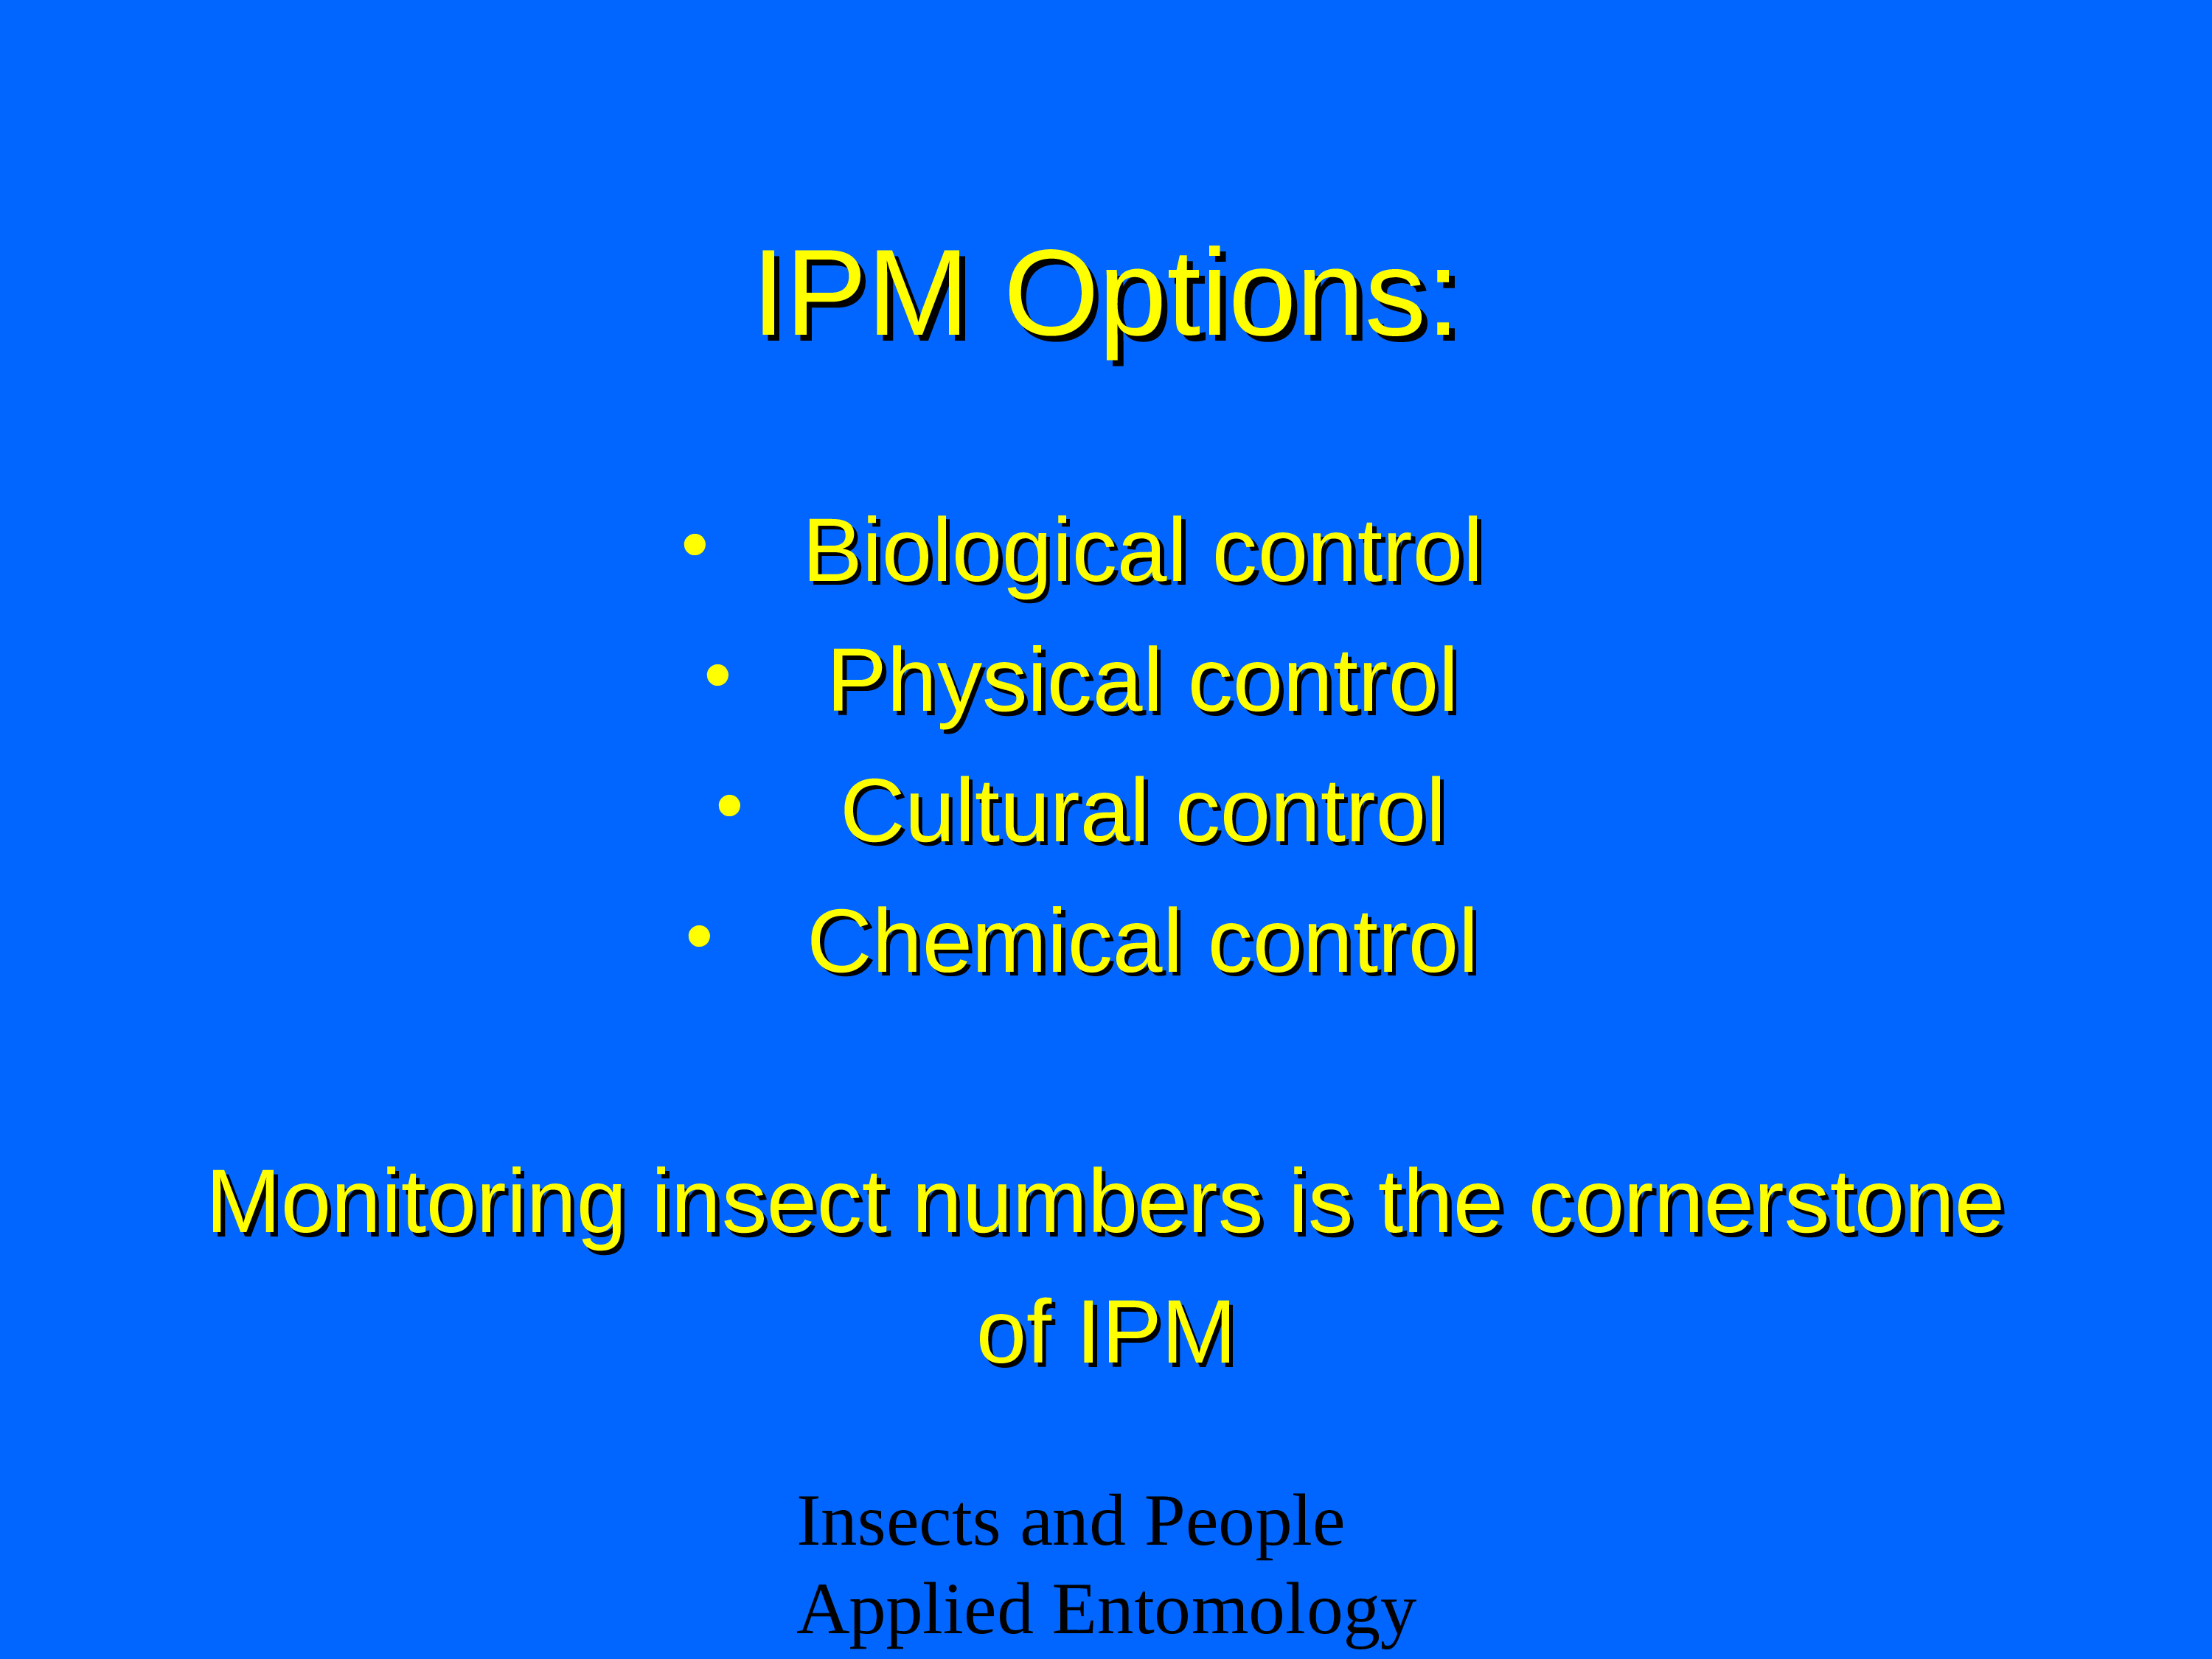 IPM Options:
• Biological control
• Physical control
• Cultural control
• Chemical control
Monitoring insect numbers is the cornerstone
of IPM
Insects and People
Applied Entomology